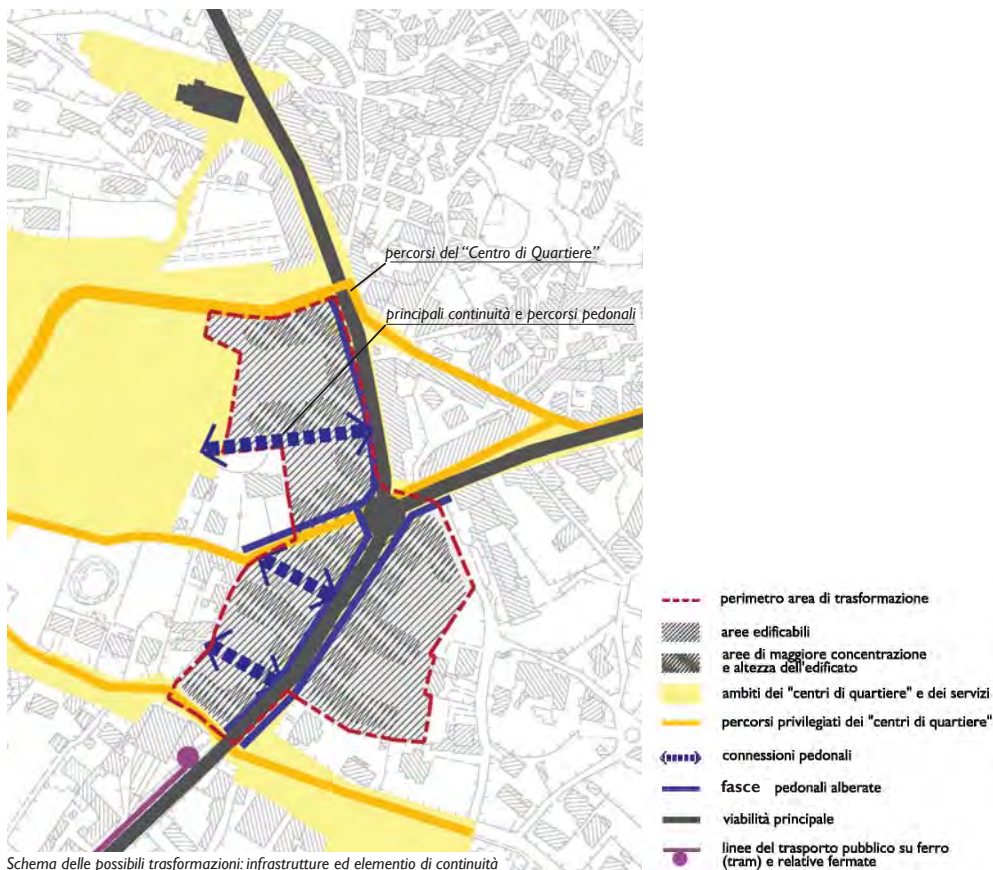 percorsi del “Centro di Quartiere”
principali continuità e percorsi pedonali
perimetro area di trasformazione
aree edificabili
aree di maggiore concentrazione
e altezza dell'edificato
ambiti dei "centri di quartiere" e dei servizi
percorsi privilegiati dei "centri di quartiere"
connessioni pedonali
fasce pedonali alberate
viabilità principale
linee del trasporto pubblico su ferro
(tram) e relative fermate
Schema delle possibili trasformazioni: infrastrutture ed elementio di continuità